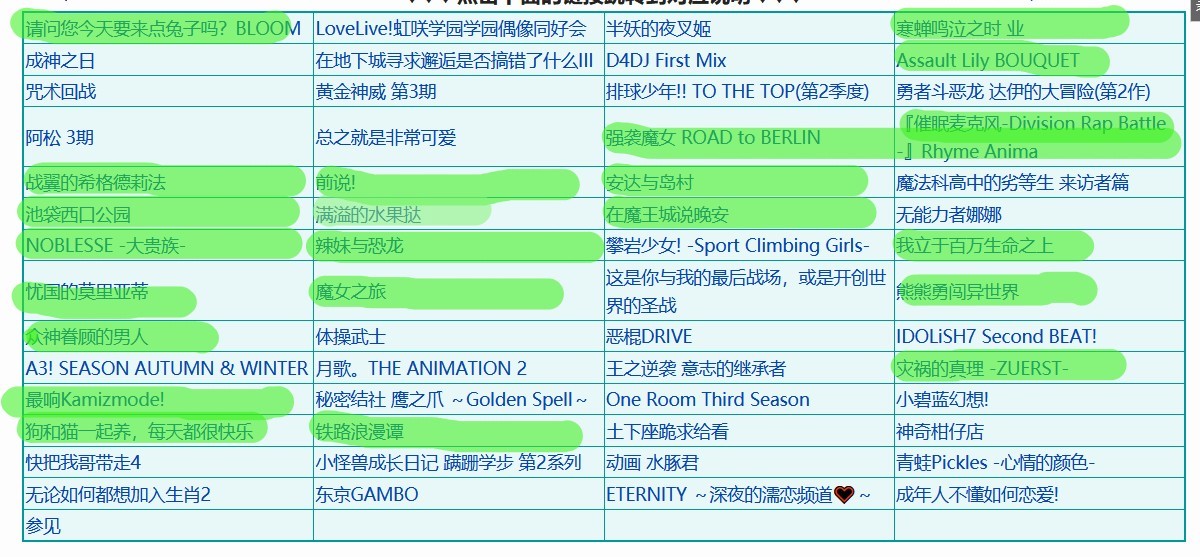 请问您今天要来点兔子吗？BLOOM
LoveLive!虹咲学园学园偶像同好会
半妖的夜叉姬
寒蝉鸣泣之时 业
成神之日
在地下城寻求邂逅是否搞错了什么III
D4DJ First Mix
Assault Lily BOUQUET
咒术回战
黄金神威 第3期
排球少年!! TO THE TOP(第2季度)
勇者斗恶龙 达伊的大冒险(第2作)
阿松 3期
总之就是非常可爱
强袭魔女 ROAD to BERLIN
『催眠麦克风-Division Rap Battle
-』Rhyme Anima
战翼的希格德莉法
前说!
安达与岛村
魔法科高中的劣等生 来访者篇
池袋西口公园
满溢的水果挞
在魔王城说晚安
无能力者娜娜
NOBLESSE -大贵族-
辣妹与恐龙
攀岩少女! -Sport Climbing Girls-
我立于百万生命之上
忧国的莫里亚蒂
魔女之旅
这是你与我的最后战场，或是开创世
界的圣战
熊熊勇闯异世界
众神眷顾的男人
体操武士
恶棍DRIVE
IDOLiSH7 Second BEAT!
A3! SEASON AUTUMN & WINTER
月歌。THE ANIMATION 2
王之逆袭 意志的继承者
灾祸的真理 -ZUERST-
最响Kamizmode!
秘密结社 鹰之爪 ～Golden Spell～
One Room Third Season
小碧蓝幻想!
狗和猫一起养，每天都很快乐
铁路浪漫谭
土下座跪求给看
神奇柑仔店
快把我哥带走4
小怪兽成长日记 蹒跚学步 第2系列
动画 水豚君
青蛙Pickles -心情的颜色-
无论如何都想加入生肖2
东京GAMBO
ETERNITY ～深夜的濡恋频道♥～
成年人不懂如何恋爱!
参见